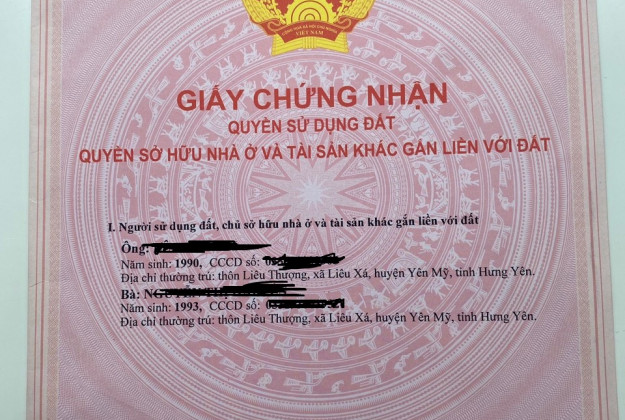 VIỆT NAM
GIẤY CHỨNG NHẬN
QUYỀN SỬ DỤNG ĐẤT
QUYỀN SỞ HỮU NHÀ Ở VÀ TÀI SẢN KHÁC GẮN LIỀN VỚI ĐẤT
I. Người sử dụng đất, chủ sở hữu nhà ở và tài sản khác gắn liền với đất
Ông:
Năm sinh: 1990, CCCD số:
Địa chỉ thường trú: thôn Liêu Thượng, xã Liêu Xá, huyện Yên Mỹ, tỉnh Hưng Yên.
Bà:
Năm sinh: 1993, CCCD số:
Địa chỉ thường trú: thôn Liêu Thượng, xã Liêu Xá, huyện Yên Mỹ, tỉnh Hưng Yên.